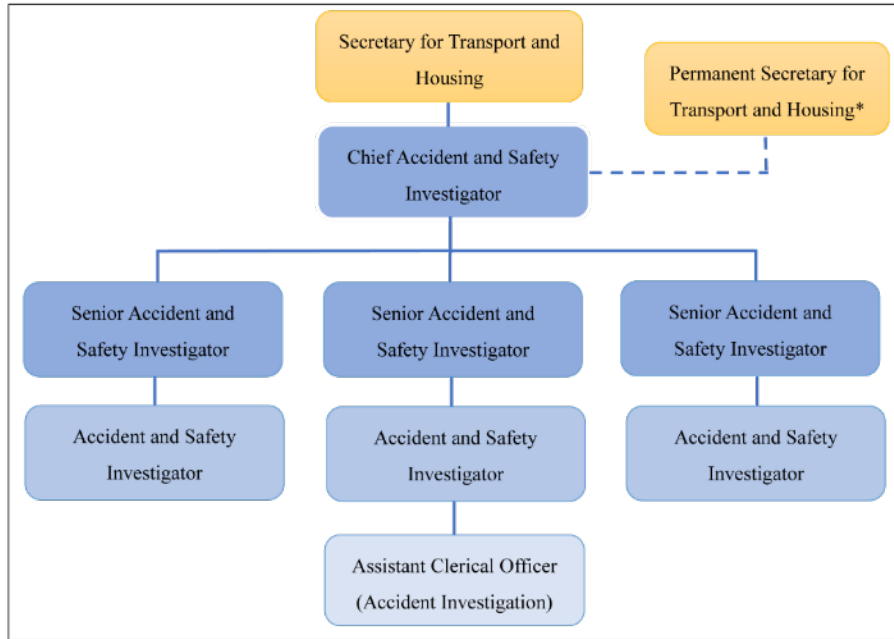 Secretary for Transport and
Housing
Permanent Secretary for
Transport and Housing*
Chief Accident and Safety
Investigator
Senior Accident and
Safety Investigator
Senior Accident and
Safety Investigator
Senior Accident and
Safety Investigator
Accident and Safety
Investigator
Accident and Safety
Investigator
Accident and Safety
Investigator
Assistant Clerical Officer
(Accident Investigation)